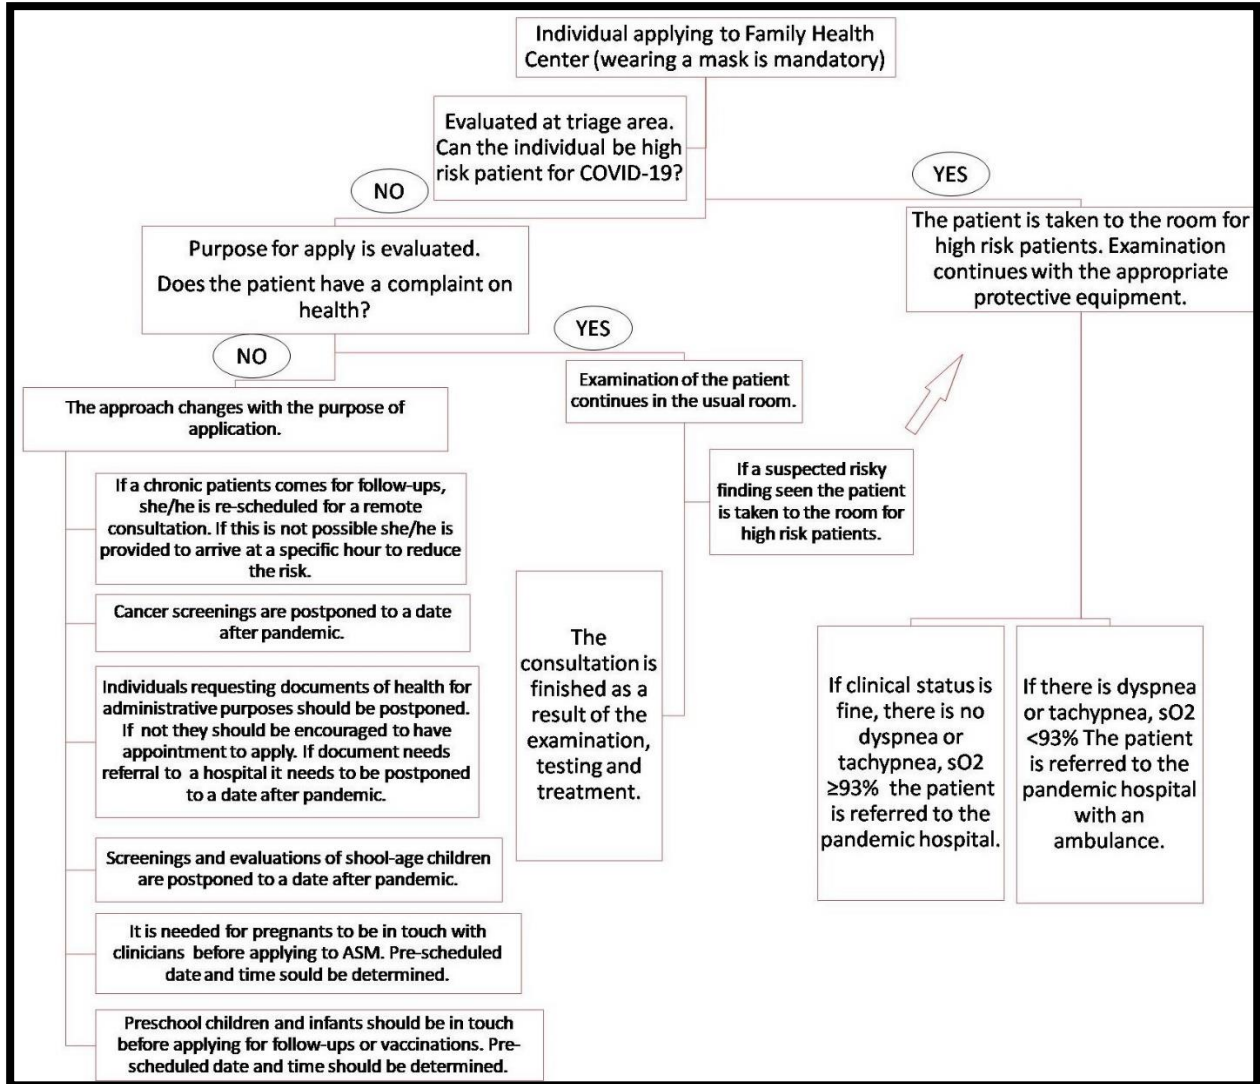 Individual applying to Family Health
Center (wearing a mask is mandatory)
Evaluated at triage area.
Can the individual be high
risk patient for COVID-19?
NO
YES
Purpose for apply is evaluated.
Does the patient have a complaint on
health?
The patient is taken to the room for
high risk patients. Examination
continues with the appropriate
protective equipment.
NO
YES
The approach changes with the purpose of
application.
Examination of the patient
continues in the usual room.
If a suspected risky
finding seen the patient
is taken to the room for
high risk patients.
If a chronic patients comes for follow-ups,
she/he is re-scheduled for a remote
consultation. If this is not possible she/he is
provided to arrive at a specific hour to reduce
the risk.
Cancer screenings are postponed to a date
after pandemic.
Individuals requesting documents of health for
administrative purposes should be postponed.
If not they should be encouraged to have
appointment to apply. If document needs
referral to a hospital it needs to be postponed
to a date after pandemic.
Screenings and evaluations of shool-age children
are postponed to a date after pandemic.
It is needed for pregnants to be in touch with
clinicians before applying to ASM. Pre-scheduled
date and time sould be determined.
Preschool children and infants should be in touch
before applying for follow-ups or vaccinations. Pre-
scheduled date and time should be determined.
The
consultation is
finished as a
result of the
examination,
testing and
treatment.
If clinical status is
fine, there is no
dyspnea or
tachypnea, sO2
≥93% the patient
is referred to the
pandemic hospital.
If there is dyspnea
or tachypnea, sO2
<93% The patient
is referred to the
pandemic hospital
with an
ambulance.